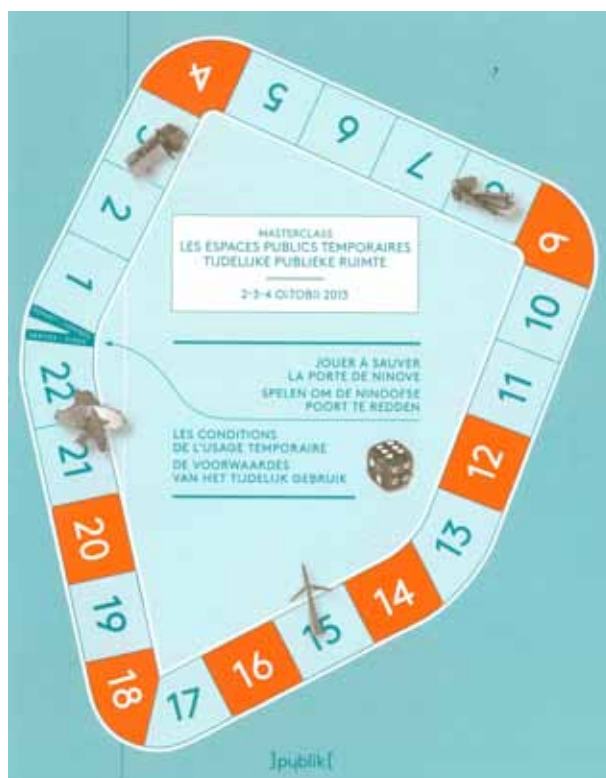 MASTERCLASS
LES ESPACES PUBLICS TEMPORAIRES
TIJDELIJKE PUBLIEKE RUIMTE
2-3-4 2013
JOUER À SAUVER
LA PORTE DE NINOVE
SPELEN OM DE NINOOFSE
POORT TE REDDEN
LES CONDITIONS
DE L'USAGE TEMPORAIRE
DE VOORWAARDES
VAN HET TIJDELIJK GEBRUIK
1
2
3
4
5
6
7
9
10
11
12
13
14
15
16
17
18
19
20
21
22
]pyblik[